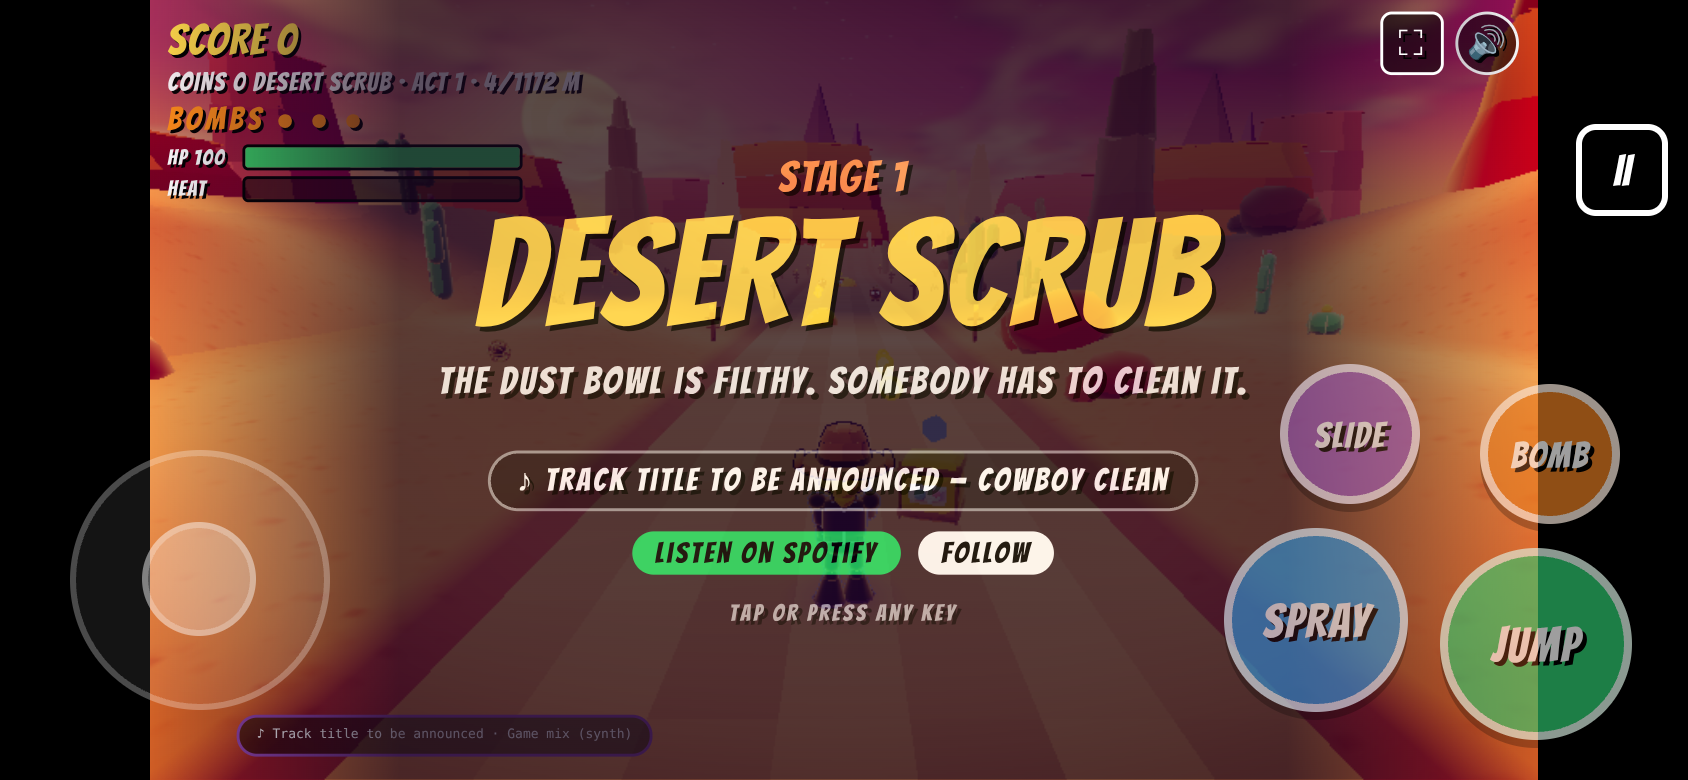 SCORE 0
COINS 0 DESERT SCRUB · ACT 1 · 4/1172 M
BOMBS
HP 100
HEAT
STAGE 1
DESERT SCRUB
THE DUST BOWL IS FILTHY. SOMEBODY HAS TO CLEAN IT.
♪ TRACK TITLE TO BE ANNOUNCED – COWBOY CLEAN
LISTEN ON SPOTIFY FOLLOW
TAP OR PRESS ANY KEY
SLIDE
BOMB
SPRAY
JUMP
♪ Track title to be announced · Game mix (synth)